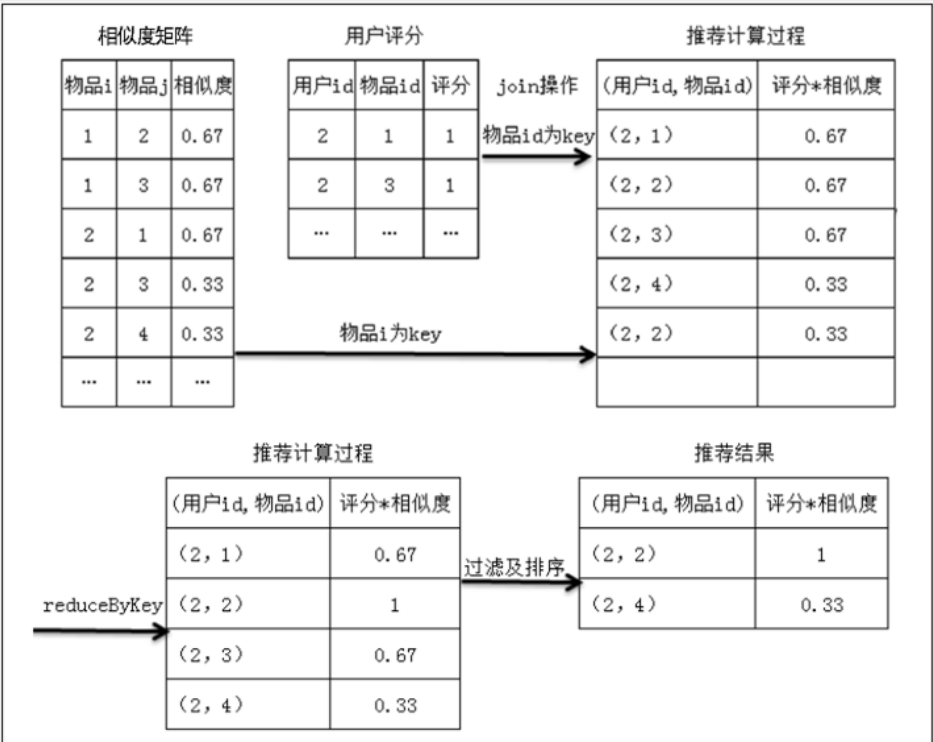 相似度矩阵
物品i 物品j 相似度
1 2 0.67
1 3 0.67
2 1 0.67
2 3 0.33
2 4 0.33
… … …
用户评分
用户id 物品id 评分
2 1 1
2 3 1
… … …
join操作
物品id为key
物品i为key
推荐计算过程
(用户id,物品id) 评分*相似度
(2, 1) 0.67
(2, 2) 0.67
(2, 3) 0.67
(2, 4) 0.33
(2, 2) 0.33
reduceByKey
推荐计算过程
(用户id,物品id) 评分*相似度
(2, 1) 0.67
(2, 2) 1
(2, 3) 0.67
(2, 4) 0.33
过滤及排序
推荐结果
(用户id,物品id) 评分*相似度
(2, 2) 1
(2, 4) 0.33